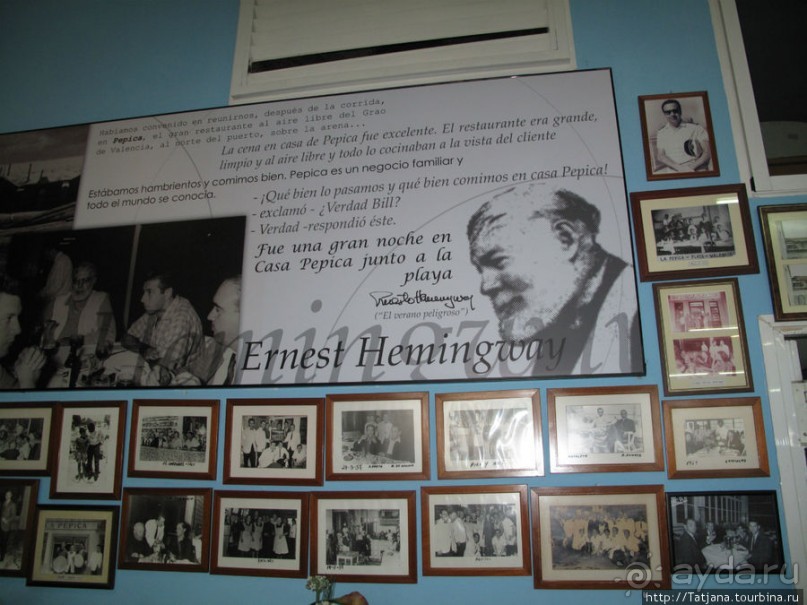 Habíamos convenido en reunirnos, después de la corrida,
en Pepica, el gran restaurante al aire libre del Grao
de Valencia, al norte del puerto, sobre la arena...
La cena en casa de Pepica fue excelente. El restaurante era grande,
limpio y al aire libre y todo lo cocinaban a la vista del cliente
Estábamos hambrientos y comimos bien. Pepica es un negocio familiar y
todo el mundo se conocía.
- ¡Qué bien lo pasamos y qué bien comimos en casa Pepica!
- exclamó - ¿Verdad Bill?
- Verdad -respondió éste.
Fue una gran noche en
Casa Pepica junto a la
playa
("El verano peligroso")
Hemingway
Ernest Hemingway
PEPICA
ayda.ru
http://Tatjana.tourbina.ru